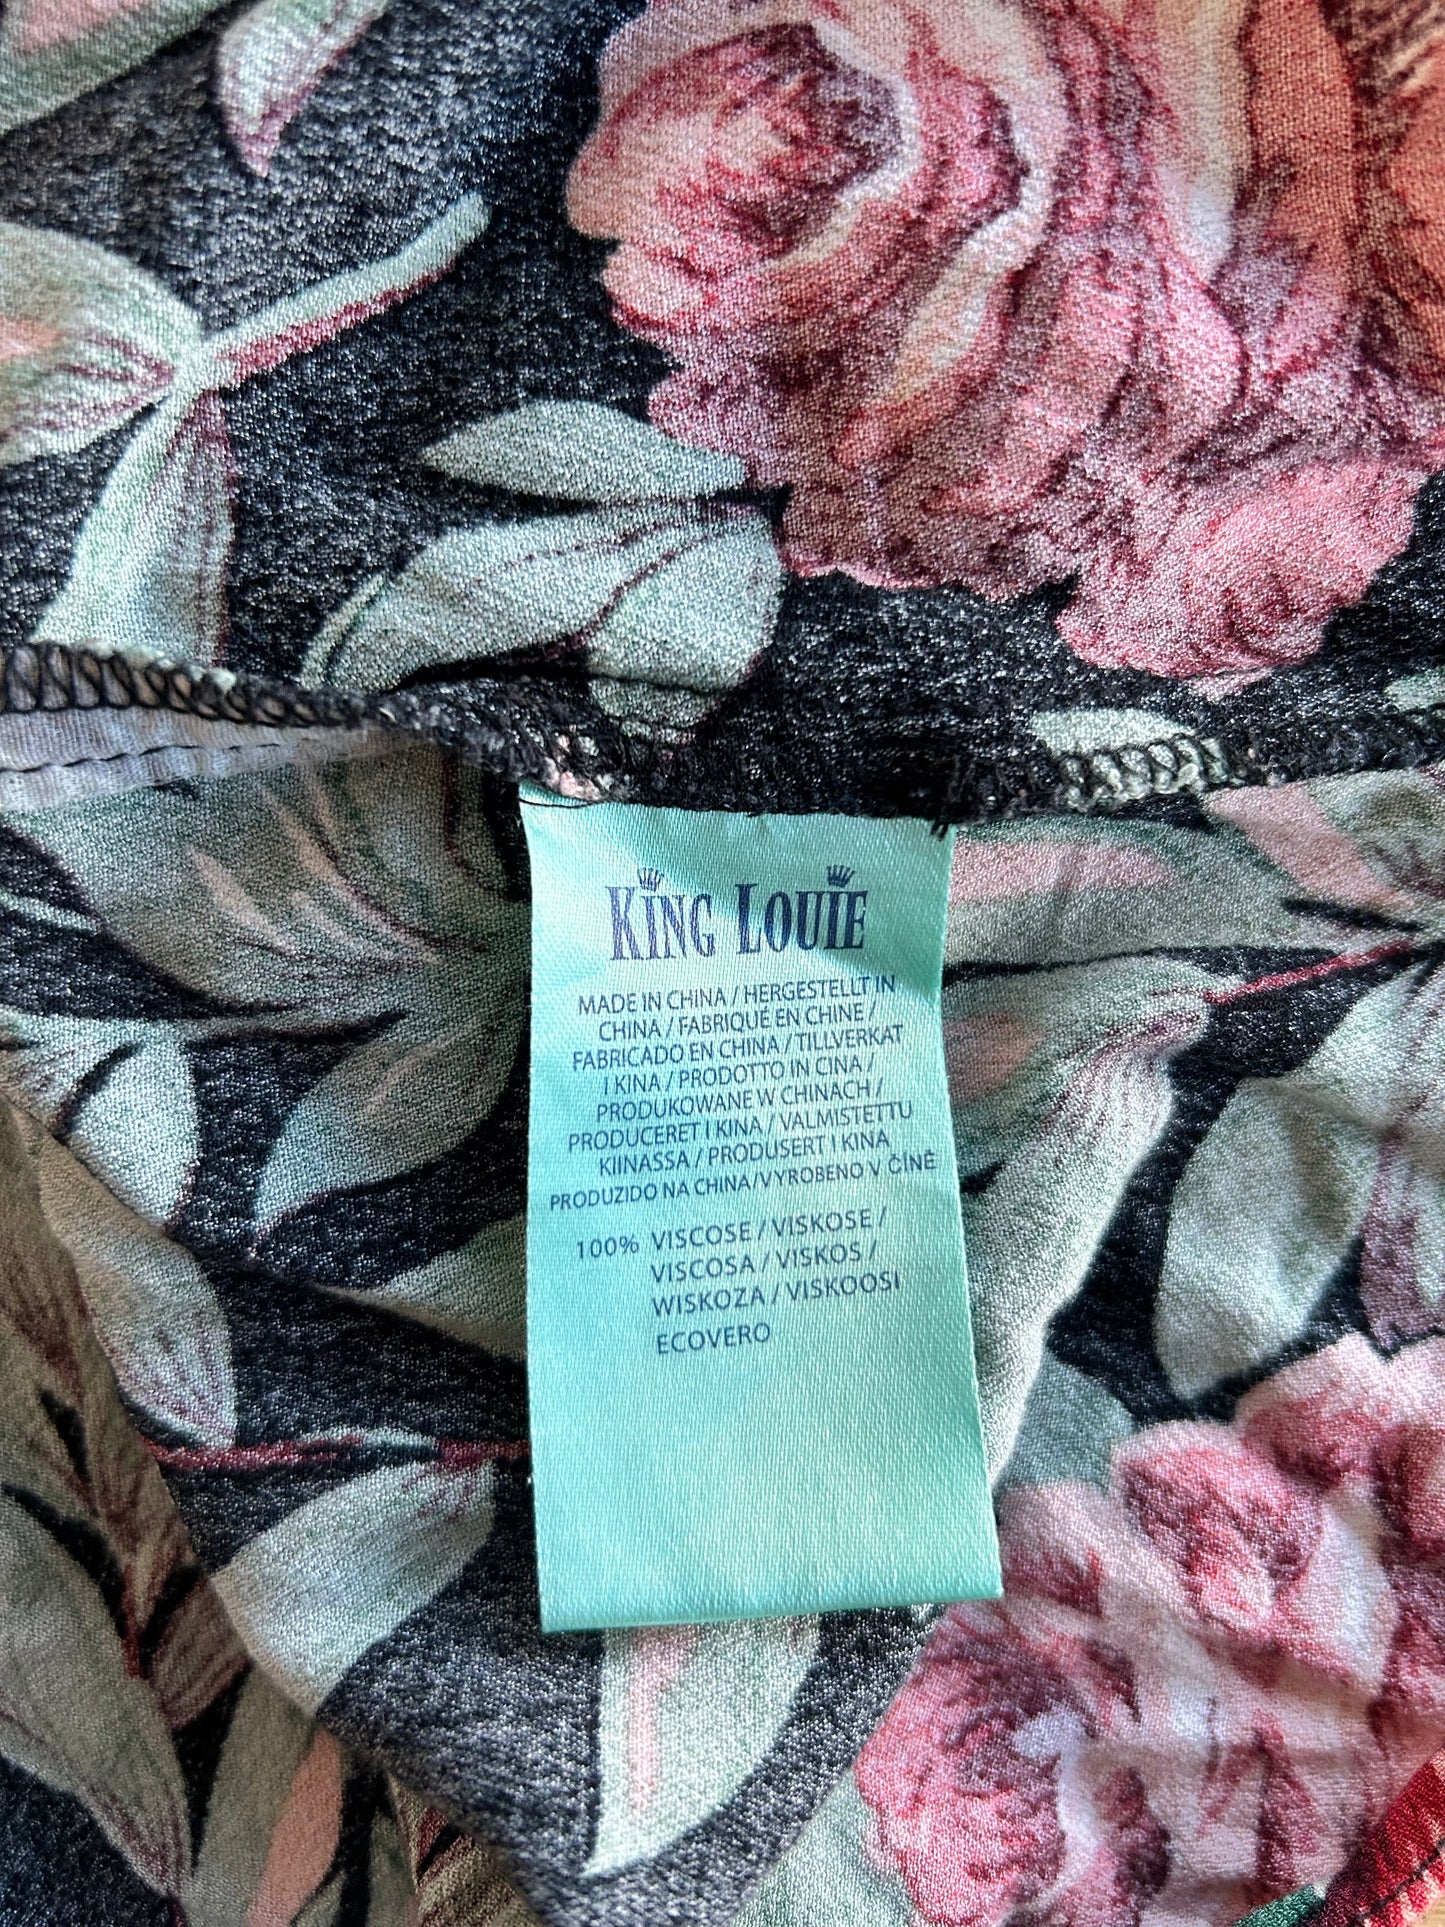 KING LOUIE
MADE IN CHINA / HERGESTELLT IN
CHINA / FABRIQUÉ EN CHINE /
FABRICADO EN CHINA / TILLVERKAT
I KINA / PRODOTTO IN CINA /
PRODUKOWANE W CHINACH /
PRODUCERET I KINA / VALMISTETTU
KIINASSA / PRODUSERT I KINA
PRODUZIDO NA CHINA/VYROBENO V ČÍNĚ
100% VISCOSE / VISKOSE /
VISCOSA / VISKOS /
WISKOZA / VISKOOSI
ECOVERO